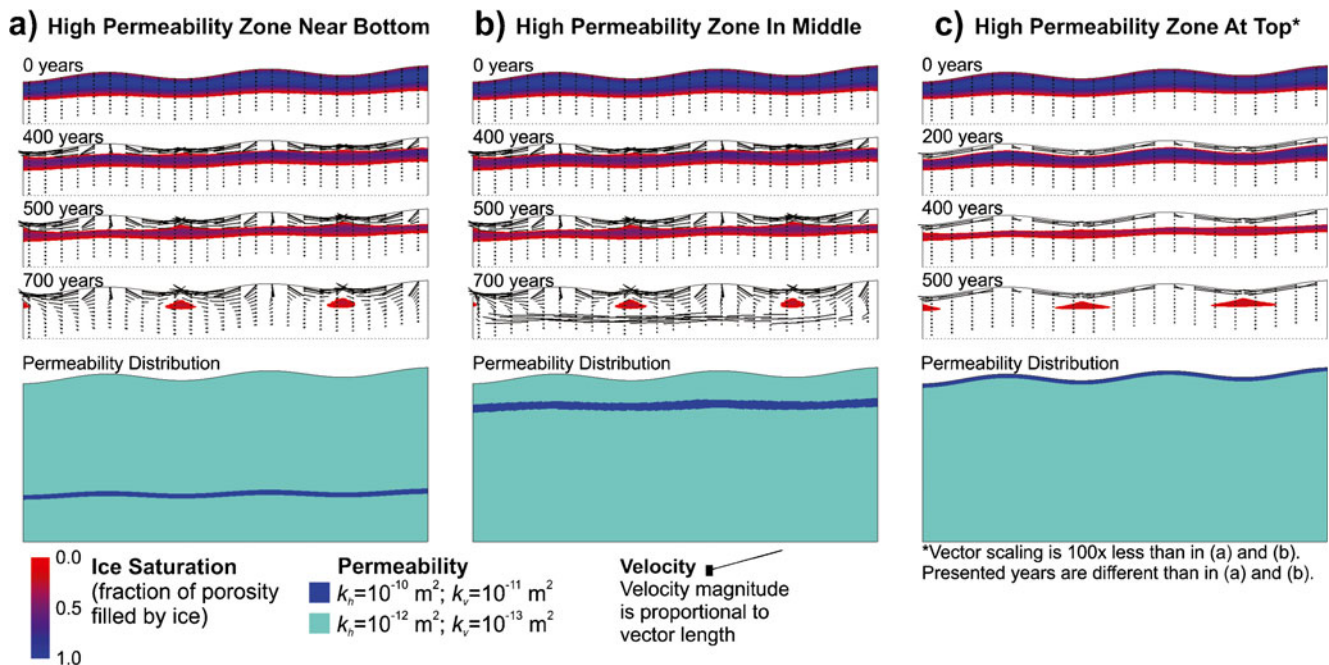 a) High Permeability Zone Near Bottom
0 years
400 years
500 years
700 years
Permeability Distribution
b) High Permeability Zone In Middle
0 years
400 years
500 years
700 years
Permeability Distribution
c) High Permeability Zone At Top*
0 years
200 years
400 years
500 years
Permeability Distribution
*Vector scaling is 100x less than in (a) and (b).
Presented years are different than in (a) and (b).
0.0
0.5
1.0
Ice Saturation
(fraction of porosity
filled by ice)
Permeability
kₕ=10⁻¹⁰ m²; kᵥ=10⁻¹¹ m²
kₕ=10⁻¹² m²; kᵥ=10⁻¹³ m²
Velocity
Velocity magnitude
is proportional to
vector length